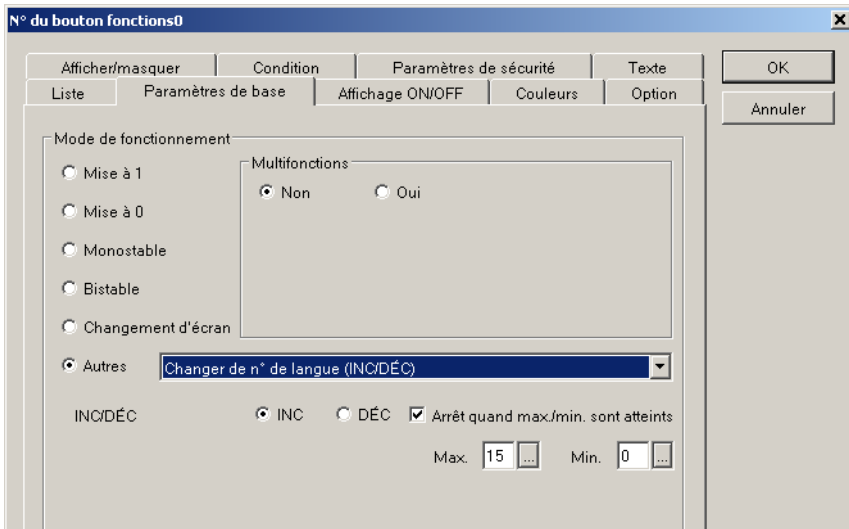 N° du bouton fonctions0
Afficher/masquer Condition Paramètres de sécurité Texte
OK
Liste Paramètres de base Affichage ON/OFF Couleurs Option
Annuler
Mode de fonctionnement
Mise à 1
Multifonctions
Non Oui
Mise à 0
Monostable
Bistable
Changement d'écran
Autres Changer de n° de langue (INC/DÉC)
INC/DÉC INC DÉC Arrêt quand max./min. sont atteints
Max. 15 ... Min. 0 ...